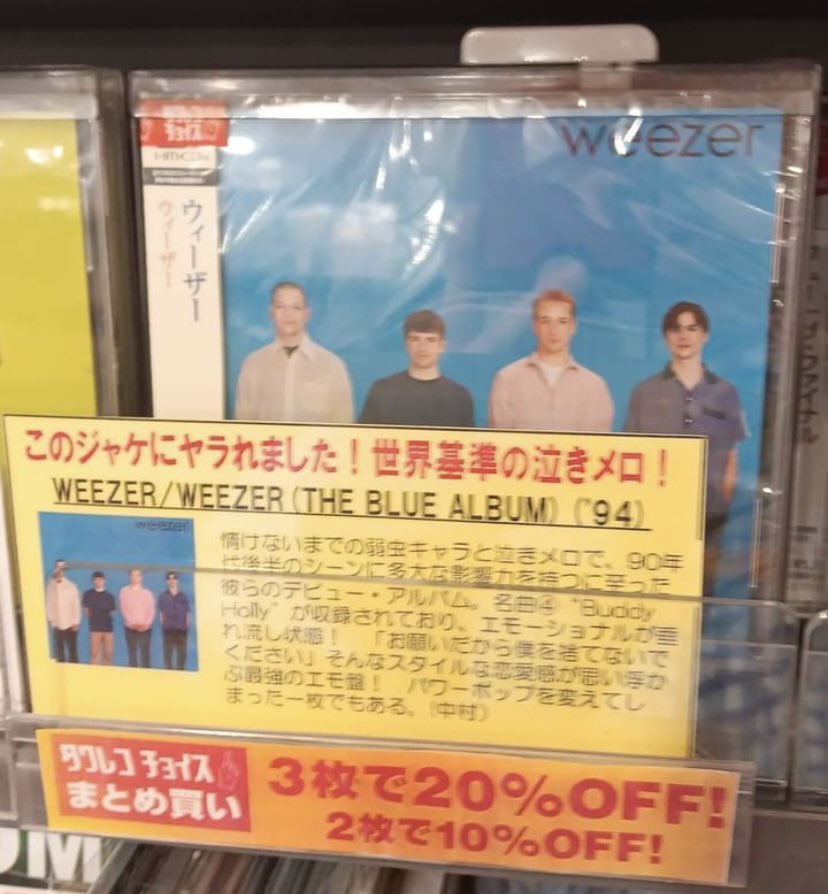 weezer
チョイス
ウィーザー
ウィーザー
このジャケにヤラれました！世界基準の泣きメロ！
WEEZER/WEEZER (THE BLUE ALBUM) ('94)
weezer
情けないまでの弱虫キャラと泣きメロで、90年
代後半のシーンに多大な影響力を持つに至った
彼らのデビュー・アルバム。名曲④“Buddy
Holly”が収録されており、エモーショナルが垂
れ流し状態！　「お願いだから僕を捨てないで
ください」そんなスタイルな恋愛感が思い浮か
ぶ最強のエモ盤！　パワーポップを変えてし
まった一枚でもある。(中村)
タワレコ チョイス
まとめ買い
3枚で20%OFF!
2枚で10%OFF!